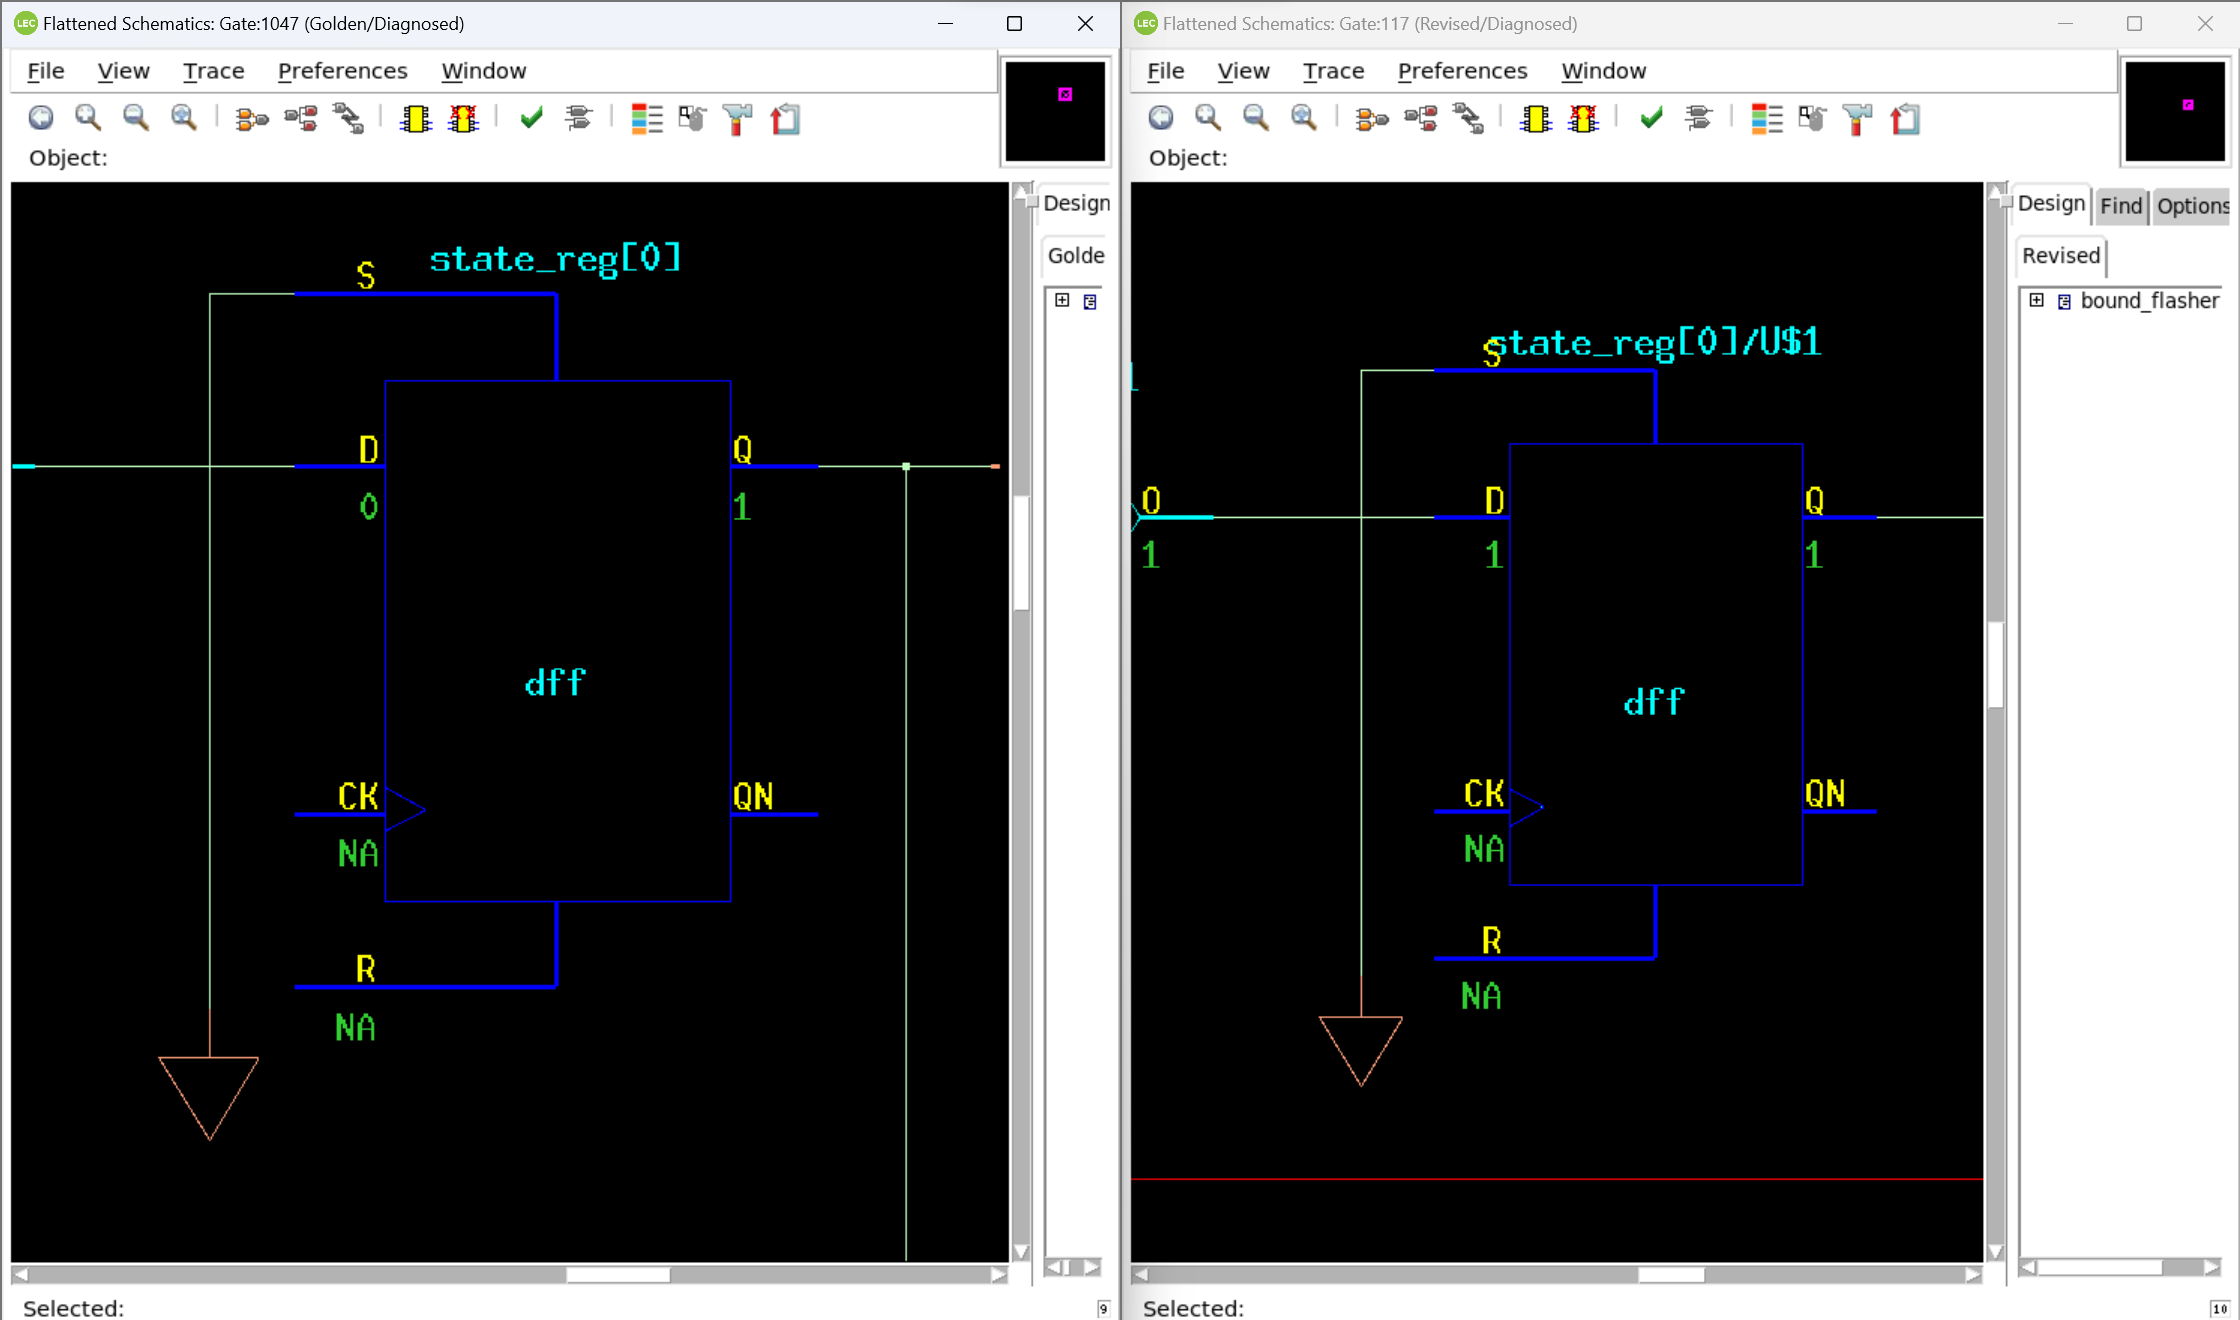 LEC Flattened Schematics: Gate:1047 (Golden/Diagnosed)
File View Trace Preferences Window
Object:
Design
Golde
state_reg[0]
S
D
Q
0
1
dff
CK
QN
NA
R
NA
Selected:
9
LEC Flattened Schematics: Gate:117 (Revised/Diagnosed)
File View Trace Preferences Window
Object:
Design Find Options
Revised
bound_flasher
state_reg[0]/U$1
S
O
D
Q
1
1
1
dff
CK
QN
NA
R
NA
Selected:
10